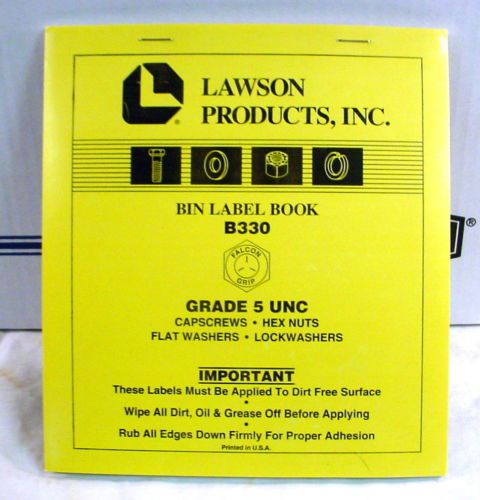 LAWSON
PRODUCTS, INC.
®
BIN LABEL BOOK
B330
FALCON
GRIP
GRADE 5 UNC
CAPSCREWS • HEX NUTS
FLAT WASHERS • LOCKWASHERS
IMPORTANT
These Labels Must Be Applied To Dirt Free Surface
•
Wipe All Dirt, Oil & Grease Off Before Applying
•
Rub All Edges Down Firmly For Proper Adhesion
Printed in U.S.A.
®